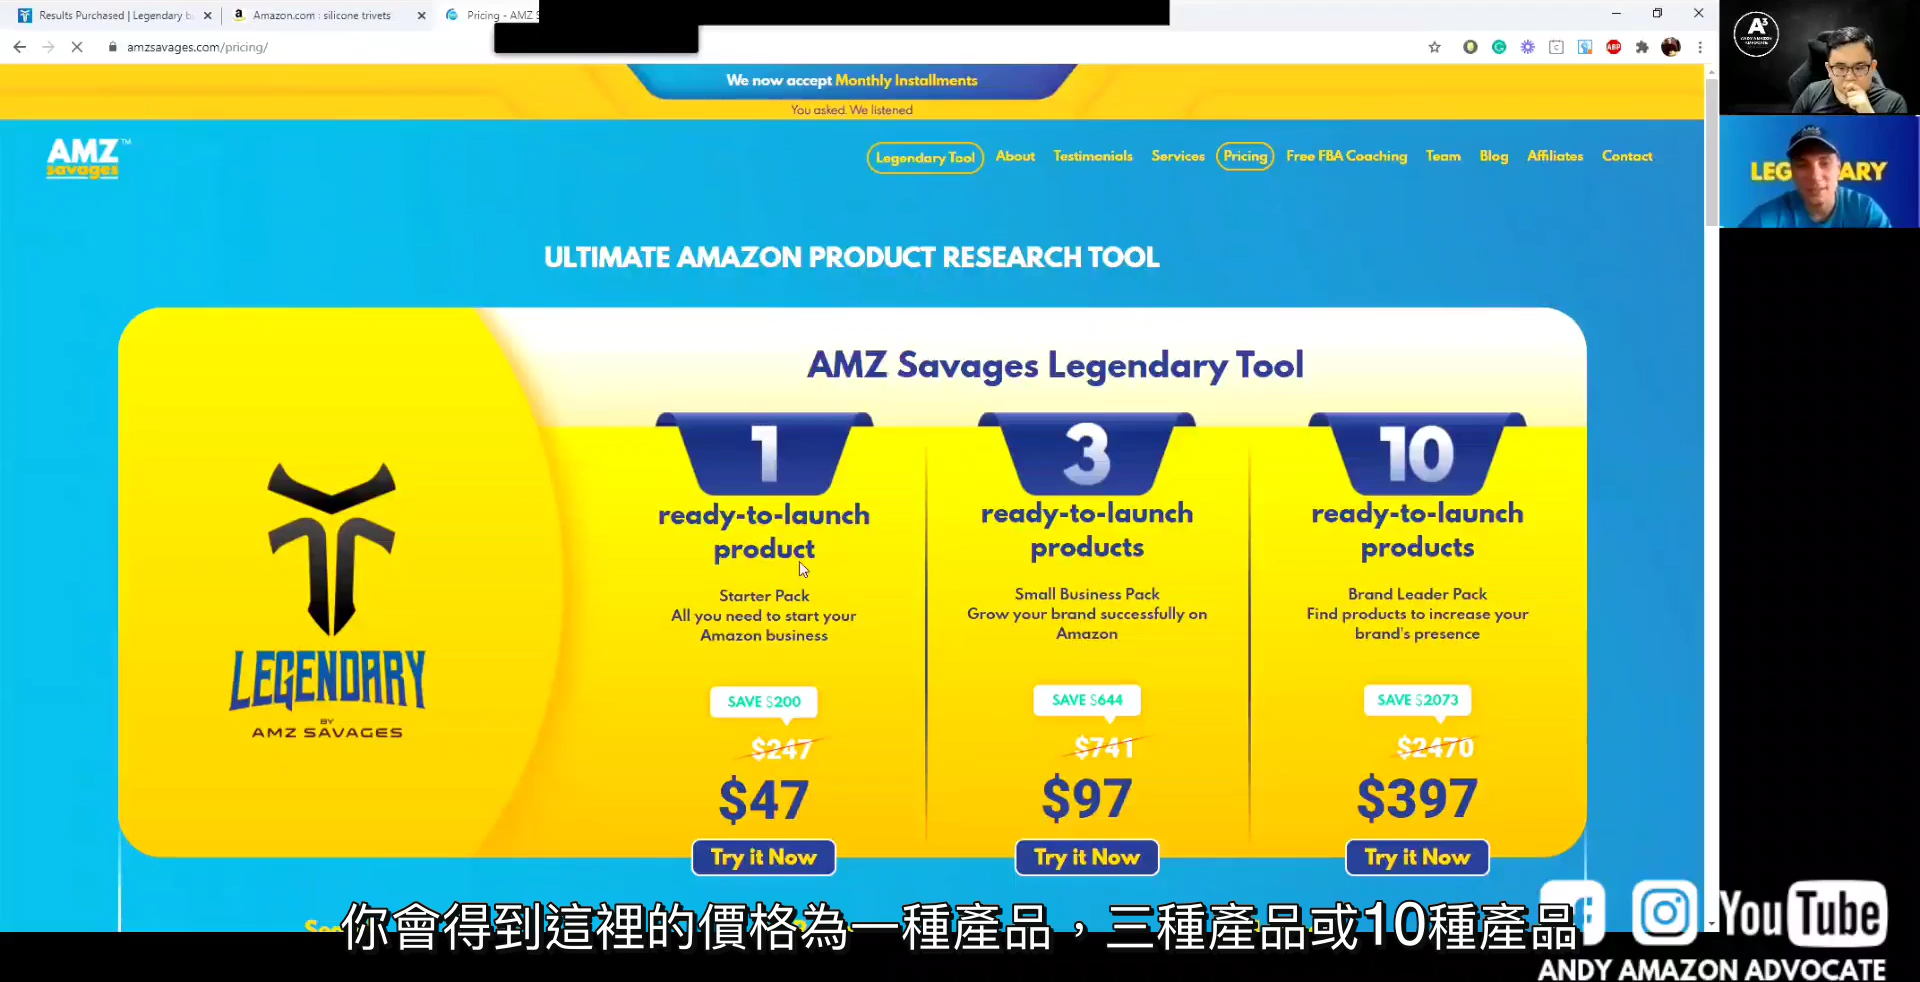 Results Purchased | Legendary b
Amazon.com : silicone trivets
Pricing - AMZ S
amzsavages.com/pricing/
ABP
A³
ANDY AMAZON
ADVOCATE
We now accept Monthly Installments
You asked. We listened
AMZ™
savages
Legendary Tool
About
Testimonials
Services
Pricing
Free FBA Coaching
Team
Blog
Affiliates
Contact
LEG ARY
ULTIMATE AMAZON PRODUCT RESEARCH TOOL
AMZ Savages Legendary Tool
1
ready-to-launch
product
Starter Pack
All you need to start your
Amazon business
SAVE $200
$247
$47
Try it Now
3
ready-to-launch
products
Small Business Pack
Grow your brand successfully on
Amazon
SAVE $644
$741
$97
Try it Now
10
ready-to-launch
products
Brand Leader Pack
Find products to increase your
brand's presence
SAVE $2073
$2470
$397
Try it Now
LEGENDARY
BY
AMZ SAVAGES
你會得到這裡的價格為一種產品，三種產品或10種產品
YouTube
ANDY AMAZON ADVOCATE